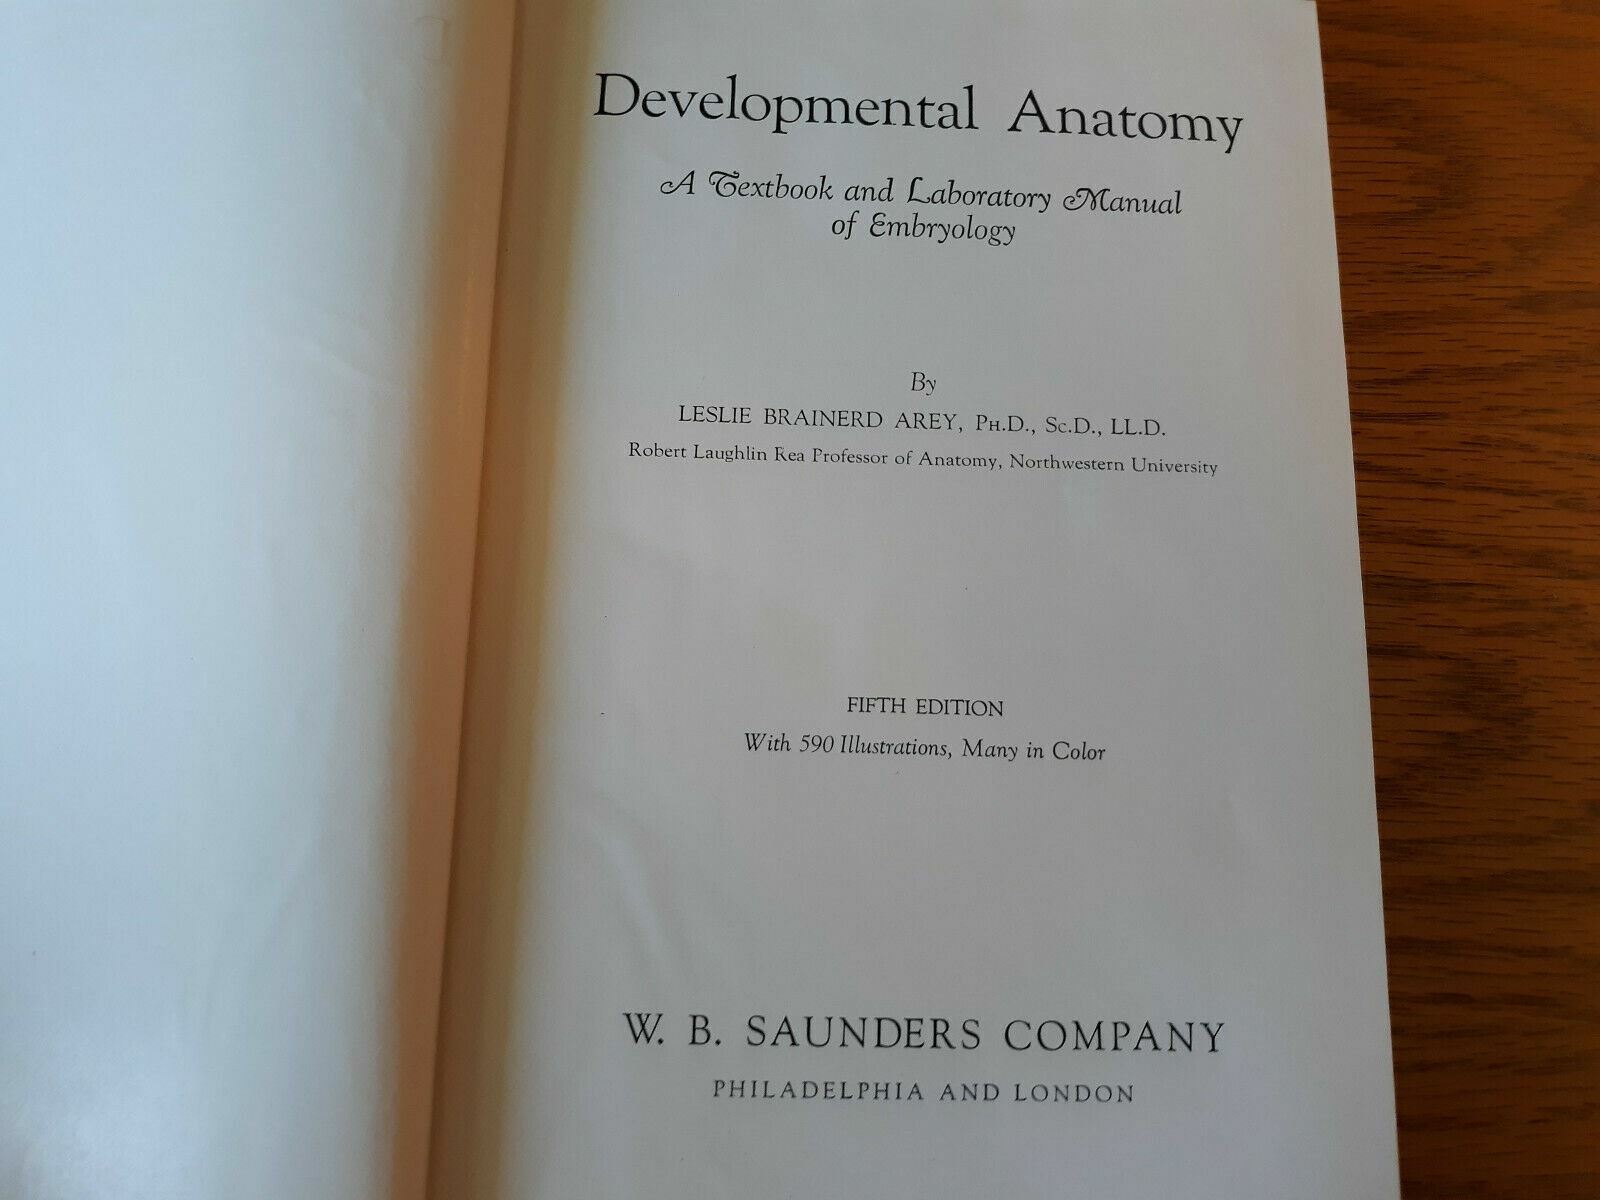 Developmental Anatomy
A Textbook and Laboratory Manual
of Embryology
By
LESLIE BRAINERD AREY, PH.D., SC.D., LL.D.
Robert Laughlin Rea Professor of Anatomy, Northwestern University
FIFTH EDITION
With 590 Illustrations, Many in Color
W. B. SAUNDERS COMPANY
PHILADELPHIA AND LONDON